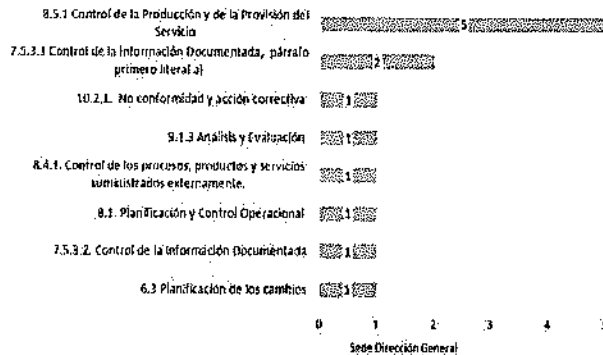 8.5.1 Control de la Producción y de la Provisión del
Servicio
5
7.5.3.1 Control de la Información Documentada, párrafo
primero literal a)
2
10.2.1. No conformidad y acción correctiva
1
9.1.3 Análisis y Evaluación
1
8.4.1. Control de los procesos, productos y servicios
suministrados externamente.
1
8.1. Planificación y Control Operacional
1
7.5.3.2. Control de la Información Documentada
1
6.3 Planificación de los cambios
1
0 1 2 3 4 5
Sede Dirección General